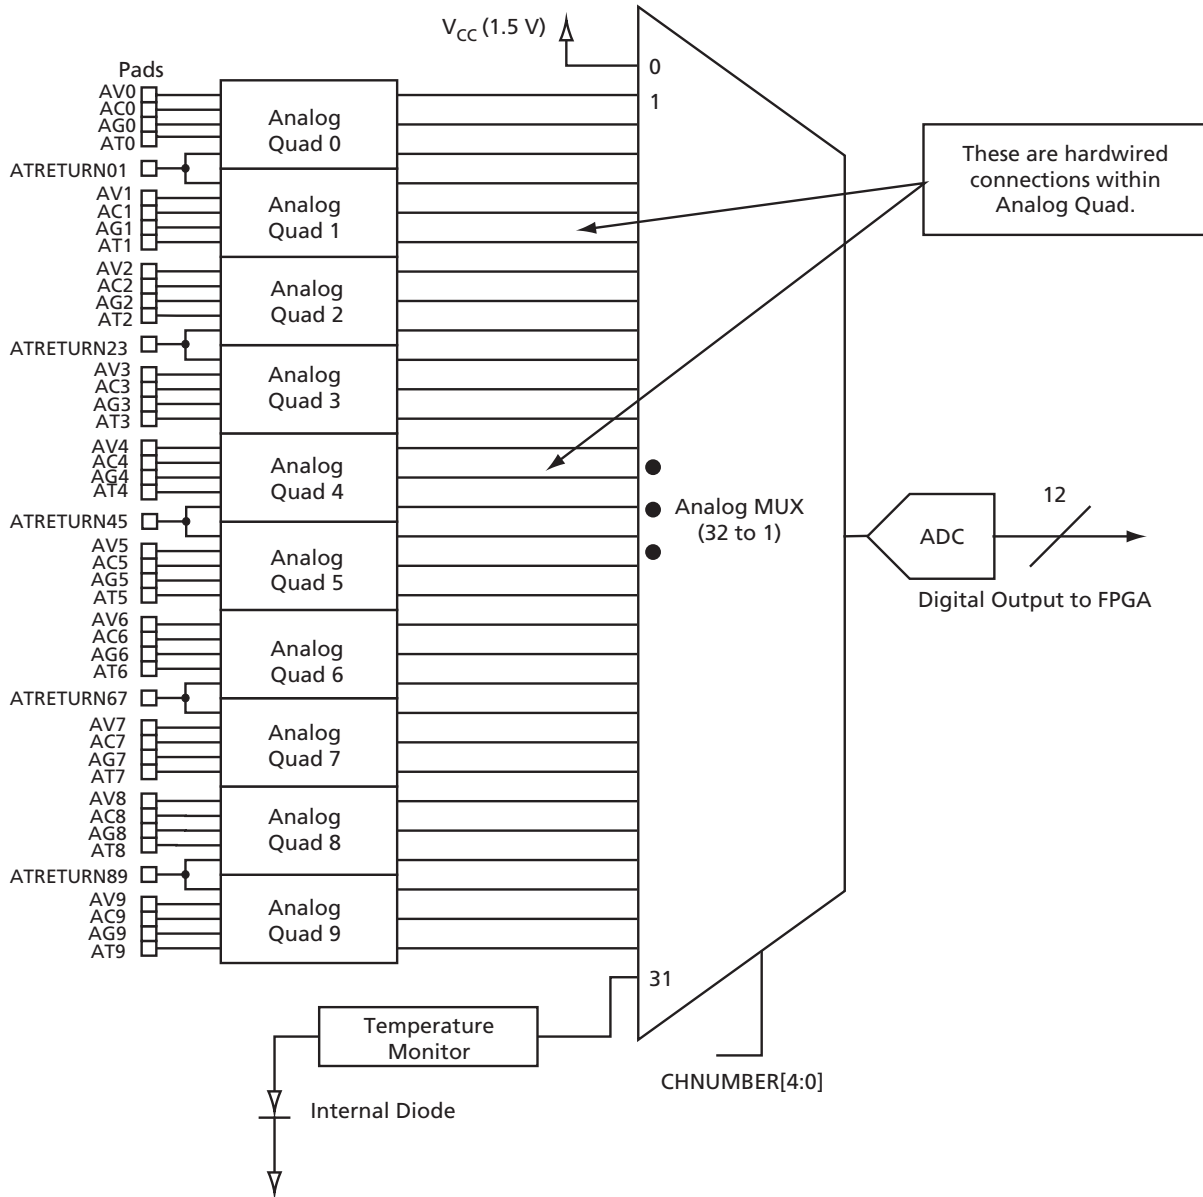 V_CC (1.5 V)
Pads
0
1
AV0
AC0
AG0
AT0
Analog
Quad 0
ATRETURN01
AV1
AC1
AG1
AT1
Analog
Quad 1
These are hardwired
connections within
Analog Quad.
AV2
AC2
AG2
AT2
Analog
Quad 2
ATRETURN23
AV3
AC3
AG3
AT3
Analog
Quad 3
AV4
AC4
AG4
AT4
Analog
Quad 4
Analog MUX
(32 to 1)
ADC
12
Digital Output to FPGA
ATRETURN45
AV5
AC5
AG5
AT5
Analog
Quad 5
AV6
AC6
AG6
AT6
Analog
Quad 6
ATRETURN67
AV7
AC7
AG7
AT7
Analog
Quad 7
AV8
AC8
AG8
AT8
Analog
Quad 8
ATRETURN89
AV9
AC9
AG9
AT9
Analog
Quad 9
31
Temperature
Monitor
CHNUMBER[4:0]
Internal Diode